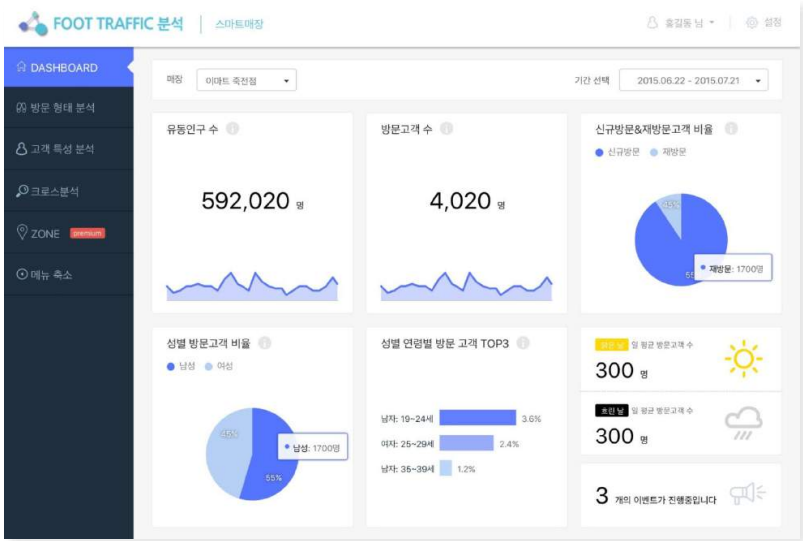 FOOT TRAFFIC 분석 스마트매장
홍길동 님 설정
DASHBOARD
방문 형태 분석
고객 특성 분석
크로스분석
ZONE premium
메뉴 축소
매장 이마트 죽전점
기간 선택 2015.06.22 - 2015.07.21
유동인구 수
592,020 명
방문고객 수
4,020 명
신규방문&재방문고객 비율
신규방문 재방문
45%
55
재방문: 1700명
성별 방문고객 비율
남성 여성
45%
남성: 1700명
55%
성별 연령별 방문 고객 TOP3
남자: 19~24세 3.6%
여자: 25~29세 2.4%
남자: 35~39세 1.2%
맑은 날 일 평균 방문고객 수
300 명
흐린 날 일 평균 방문고객 수
300 명
3 개의 이벤트가 진행중입니다